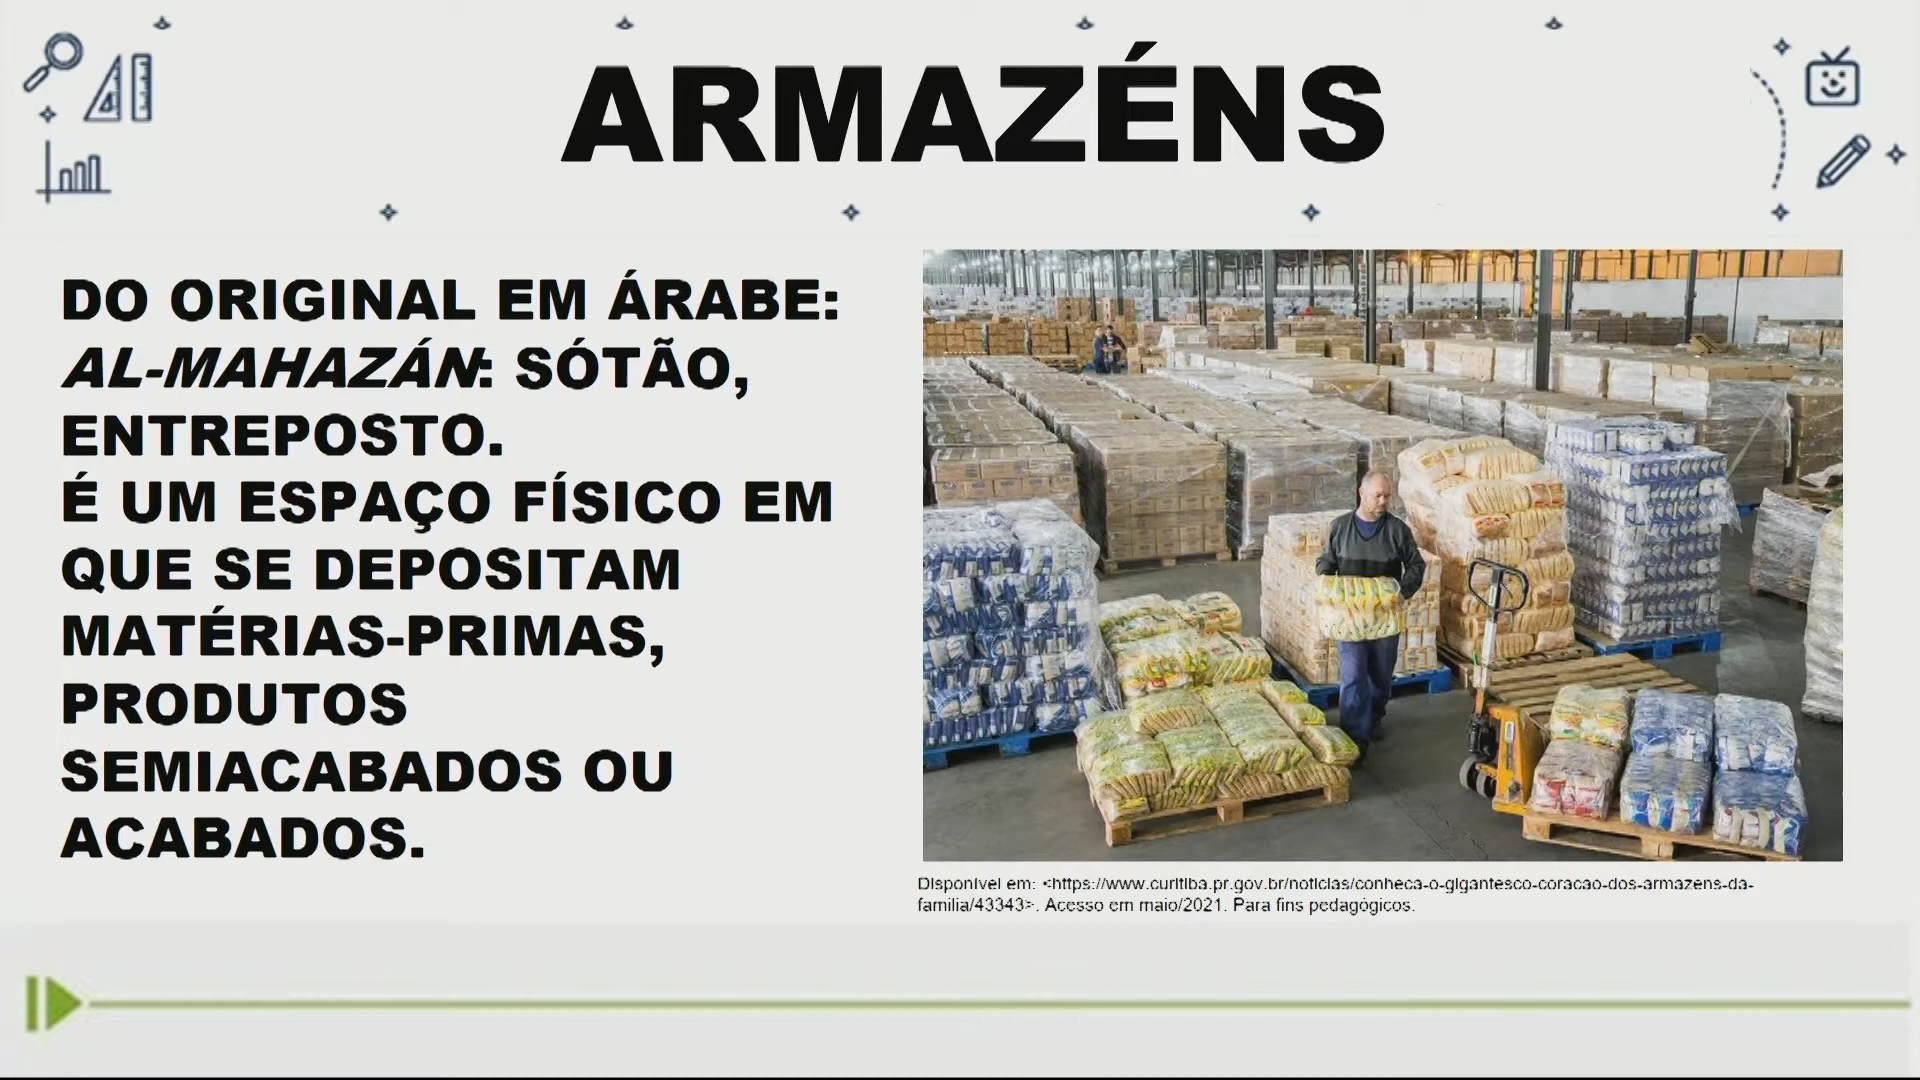 ARMAZÉNS
DO ORIGINAL EM ÁRABE:
AL-MAHAZÁN: SÓTÃO,
ENTREPOSTO.
É UM ESPAÇO FÍSICO EM
QUE SE DEPOSITAM
MATÉRIAS-PRIMAS,
PRODUTOS
SEMIACABADOS OU
ACABADOS.
Disponível em: <https://www.curitiba.pr.gov.br/noticias/conheca-o-gigantesco-coracao-dos-armazens-da-
familia/43343>. Acesso em maio/2021. Para fins pedagógicos.